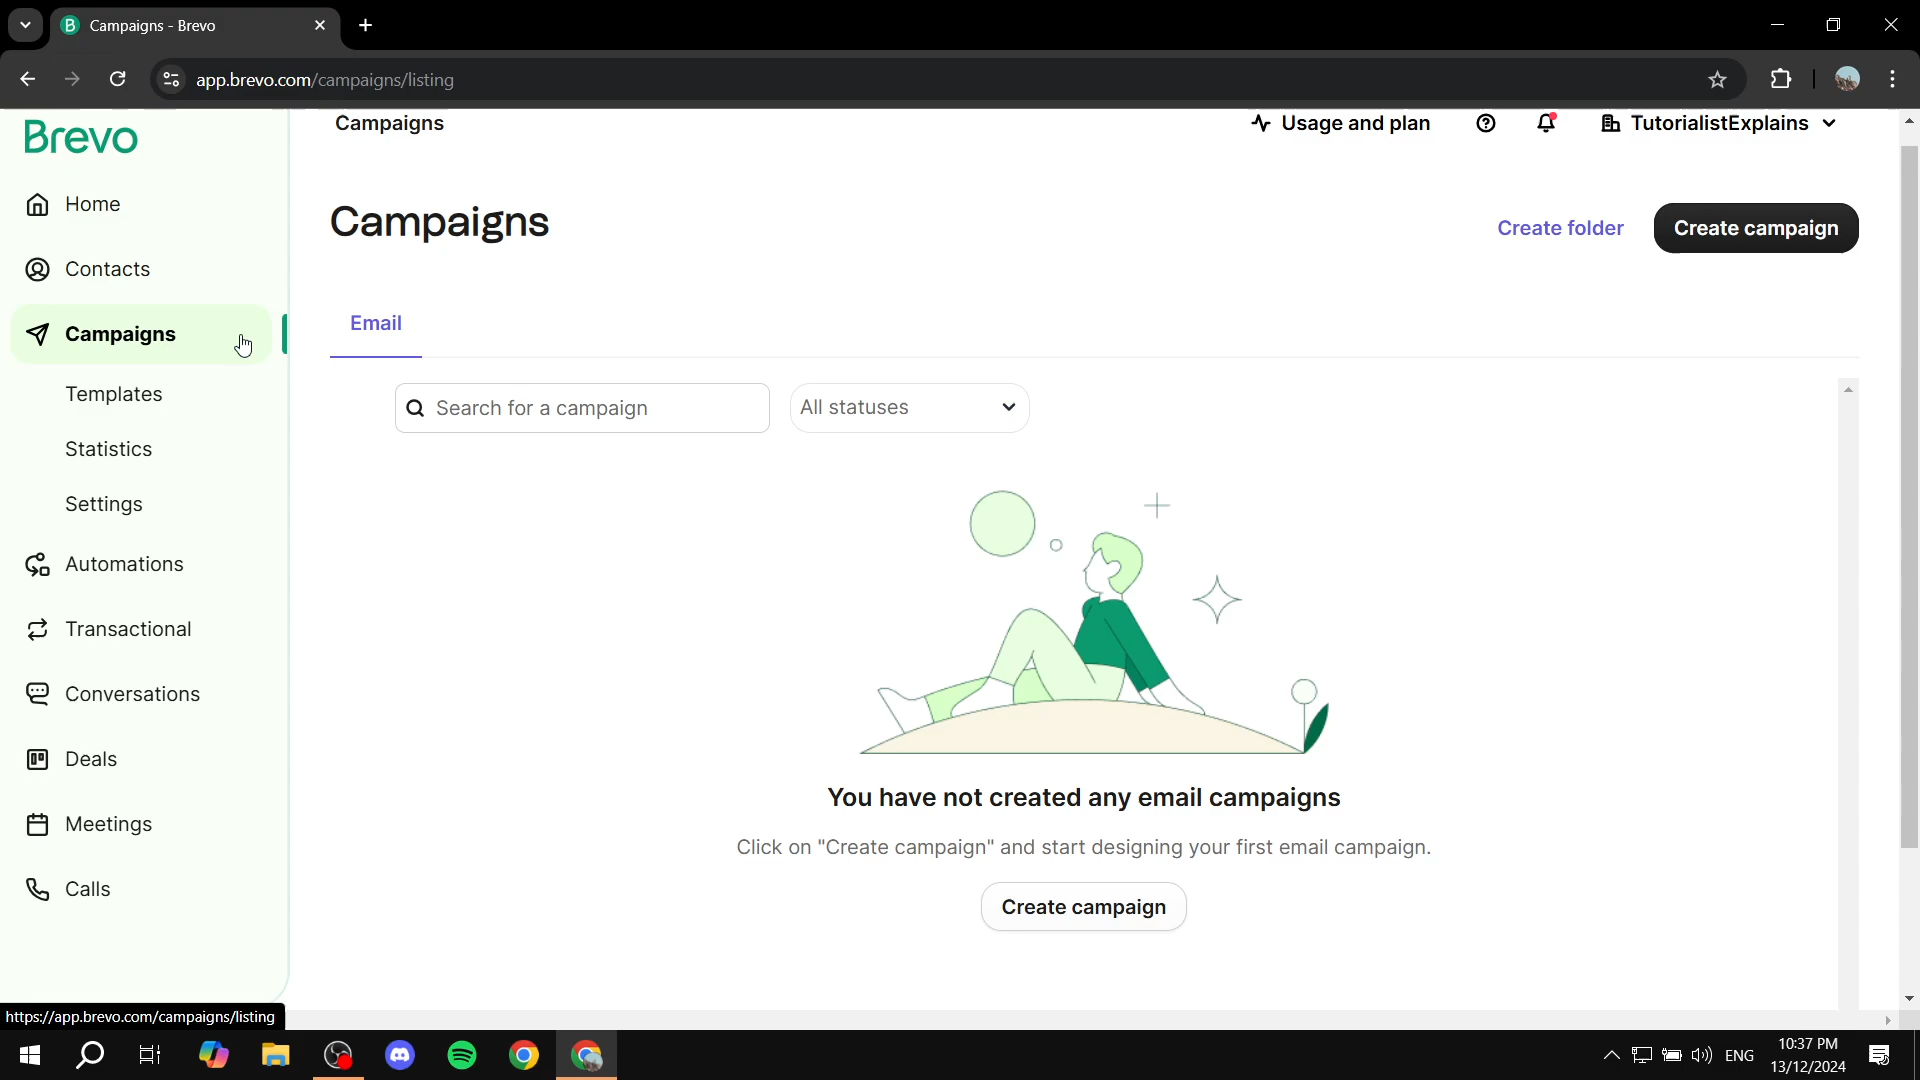 Campaigns - Brevo
app.brevo.com/campaigns/listing
Brevo
Campaigns
Usage and plan
TutorialistExplains
Home
Contacts
Campaigns
Templates
Statistics
Settings
Automations
Transactional
Conversations
Deals
Meetings
Calls
Campaigns
Create folder
Create campaign
Email
Search for a campaign
All statuses
You have not created any email campaigns
Click on "Create campaign" and start designing your first email campaign.
Create campaign
https://app.brevo.com/campaigns/listing
ENG
10:37 PM
13/12/2024